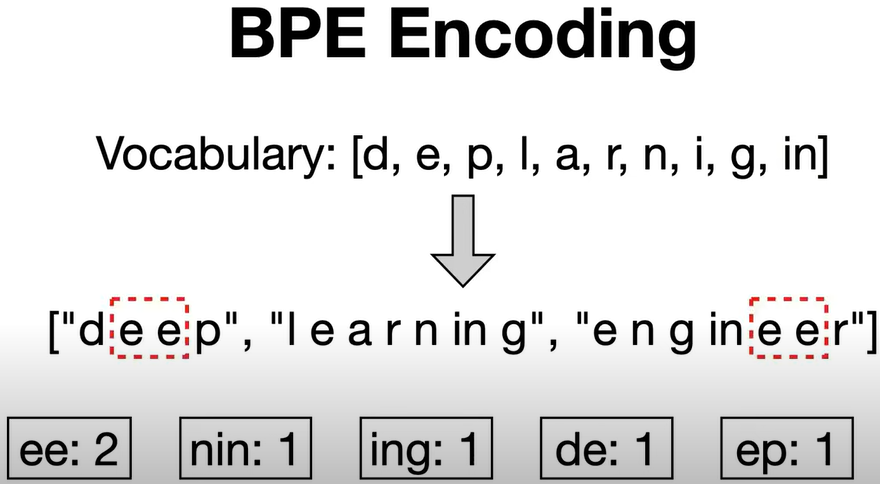 BPE Encoding
Vocabulary: [d, e, p, l, a, r, n, i, g, in]
["d e e p", "l e a r n in g", "e n g in e e r"]
ee: 2 nin: 1 ing: 1 de: 1 ep: 1